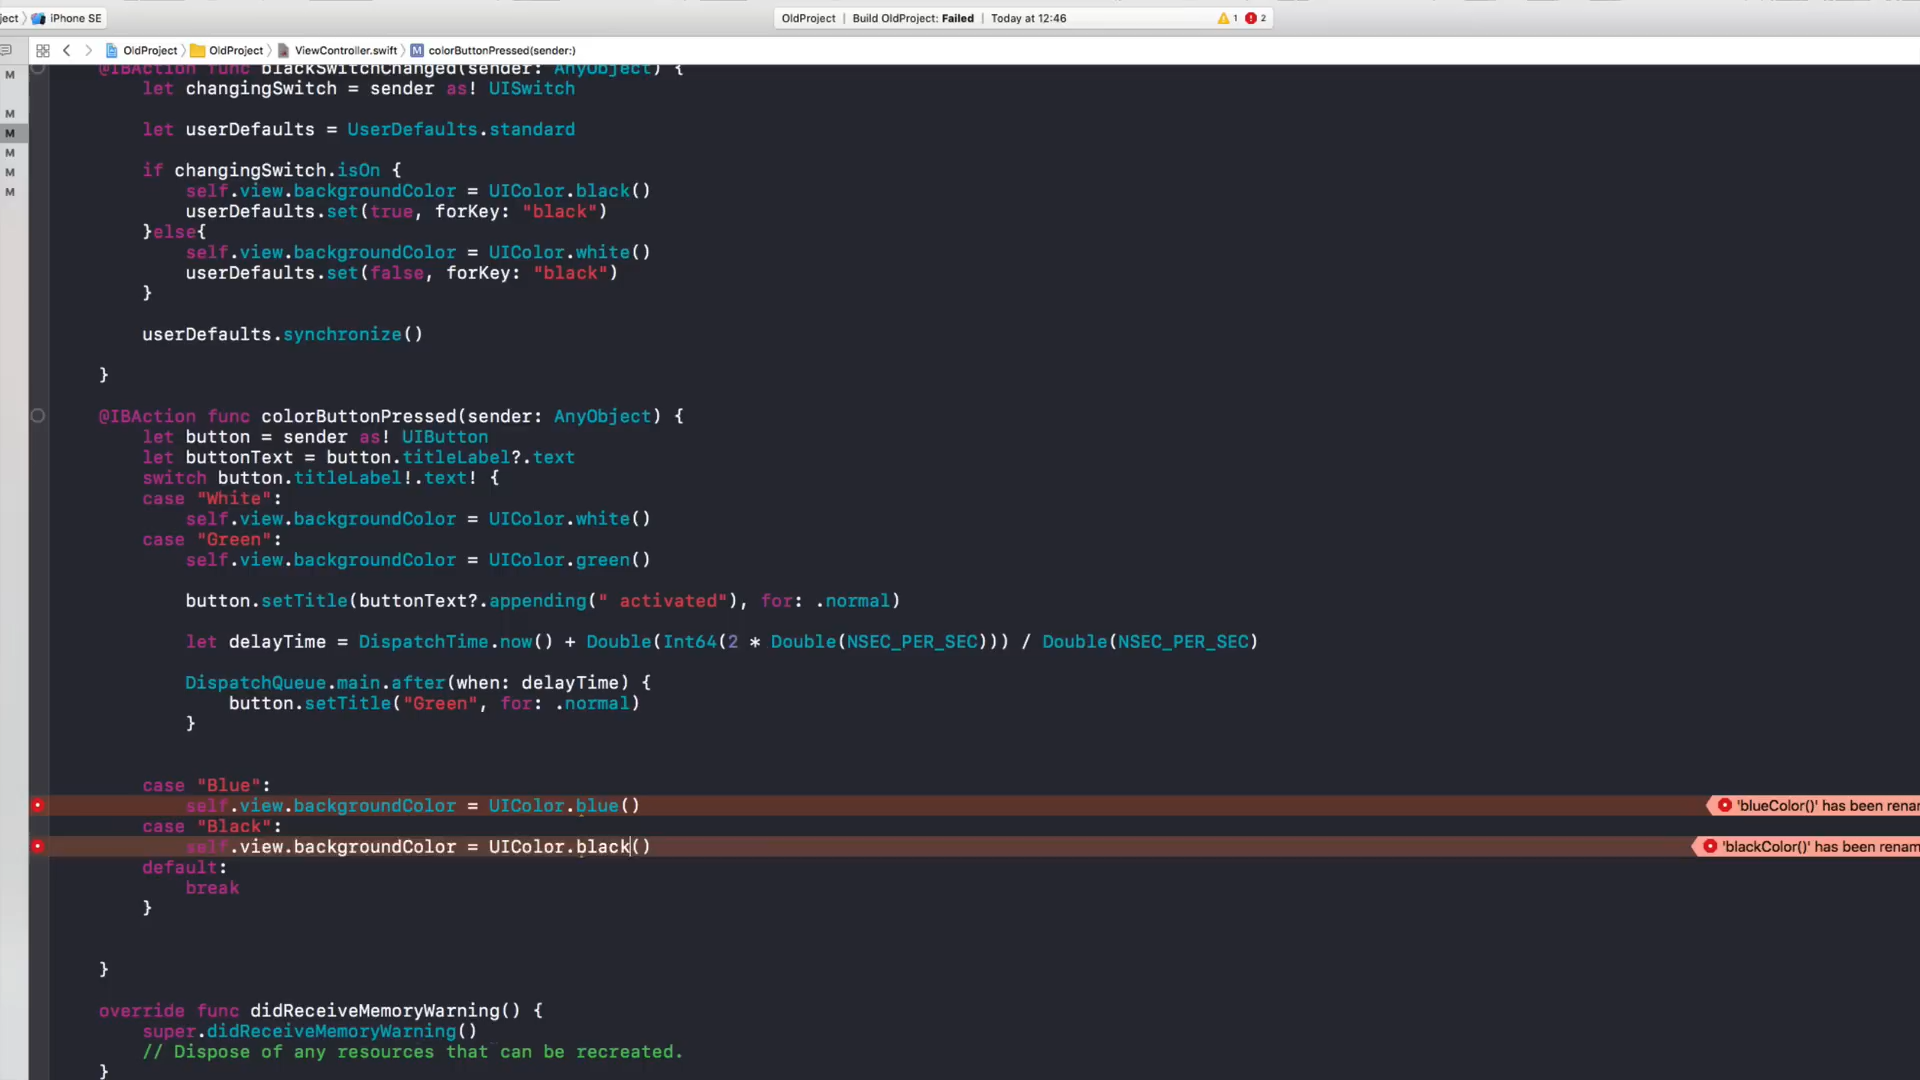 ject iPhone SE
OldProject Build OldProject: Failed Today at 12:46 1 2
OldProject OldProject ViewController.swift M colorButtonPressed(sender:)
M
M
M
M
M
M
@IBAction func blackSwitchChanged(sender: AnyObject) {
let changingSwitch = sender as! UISwitch
let userDefaults = UserDefaults.standard
if changingSwitch.isOn {
self.view.backgroundColor = UIColor.black()
userDefaults.set(true, forKey: "black")
}else{
self.view.backgroundColor = UIColor.white()
userDefaults.set(false, forKey: "black")
}
userDefaults.synchronize()
}
@IBAction func colorButtonPressed(sender: AnyObject) {
let button = sender as! UIButton
let buttonText = button.titleLabel?.text
switch button.titleLabel!.text! {
case "White":
self.view.backgroundColor = UIColor.white()
case "Green":
self.view.backgroundColor = UIColor.green()
button.setTitle(buttonText?.appending(" activated"), for: .normal)
let delayTime = DispatchTime.now() + Double(Int64(2 * Double(NSEC_PER_SEC))) / Double(NSEC_PER_SEC)
DispatchQueue.main.after(when: delayTime) {
button.setTitle("Green", for: .normal)
}
case "Blue":
self.view.backgroundColor = UIColor.blue() 'blueColor()' has been renam
case "Black":
self.view.backgroundColor = UIColor.black() 'blackColor()' has been renam
default:
break
}
}
override func didReceiveMemoryWarning() {
super.didReceiveMemoryWarning()
// Dispose of any resources that can be recreated.
}